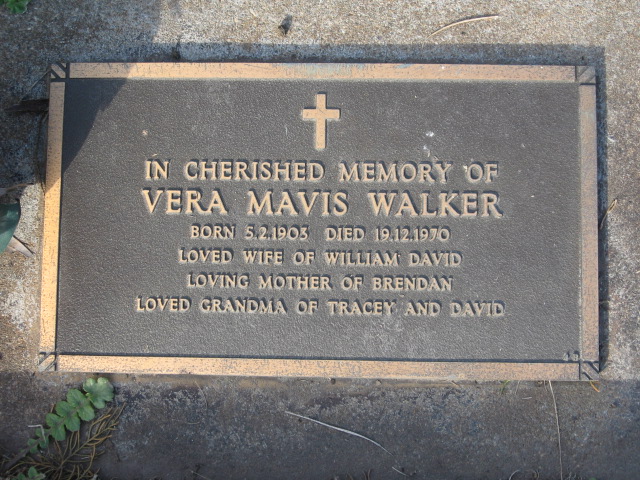 IN CHERISHED MEMORY OF
VERA MAVIS WALKER
BORN 5.2.1903 DIED 19.12.1970
LOVED WIFE OF WILLIAM DAVID
LOVING MOTHER OF BRENDAN
LOVED GRANDMA OF TRACEY AND DAVID